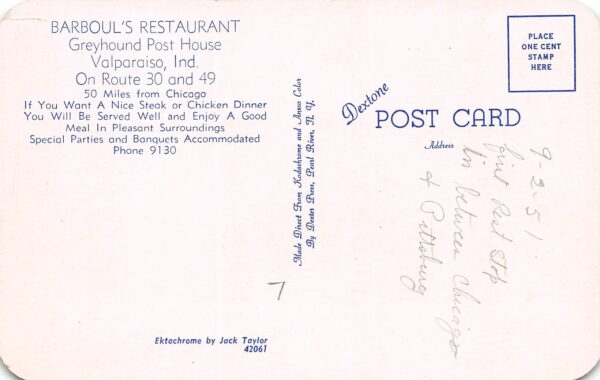 BARBOUL'S RESTAURANT
Greyhound Post House
Valparaiso, Ind.
On Route 30 and 49
50 Miles from Chicago
If You Want A Nice Steak or Chicken Dinner
You Will Be Served Well and Enjoy A Good
Meal In Pleasant Surroundings
Special Parties and Banquets Accommodated
Phone 9130
Ektachrome by Jack Taylor
42061
Made Direct From Kodachrome and Ansco Color
By Dexter Press, Pearl River, N. Y.
Dextone
POST CARD
Address
PLACE
ONE CENT
STAMP
HERE
9-2-51
first Rest Stop
in between Chicago
& Pittsburg
7